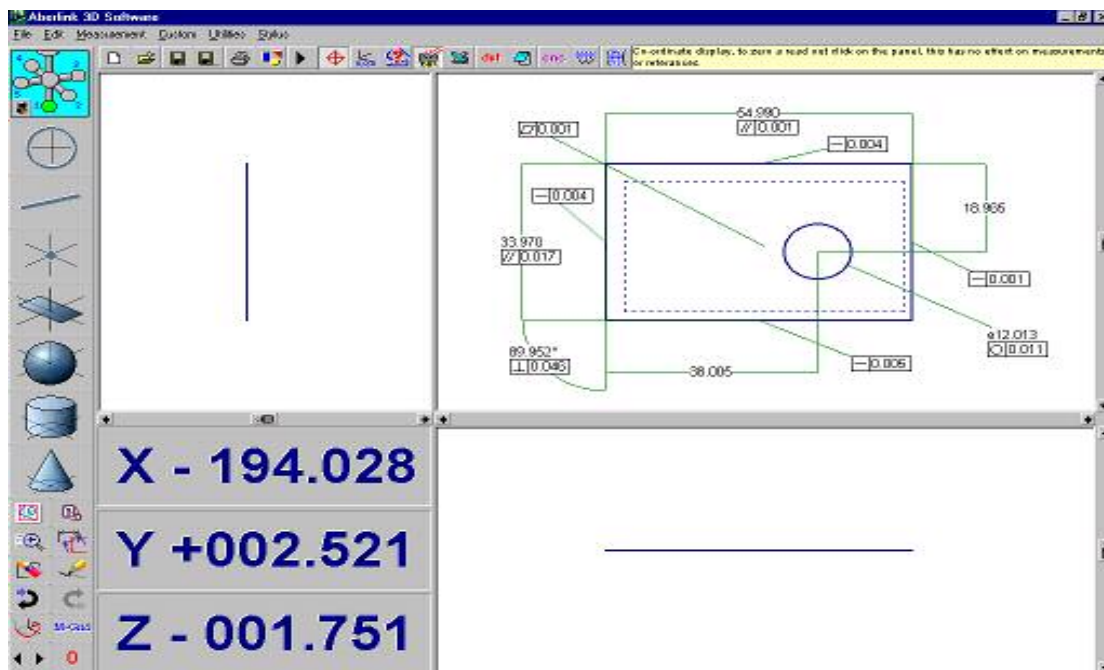 Aberlink 3D Software
File Edit Measurement Custom Utilities Stylus
Co-ordinate display, to zero a read out click on the panel, this has no effect on measurements
or references.
54.990
// 0.001
0.001
0.004
0.004
18.965
33.970
// 0.017
0.001
⌀12.013
0.011
89.952°
⊥ 0.046
38.005
X - 194.028
Y +002.521
Z - 001.751
0